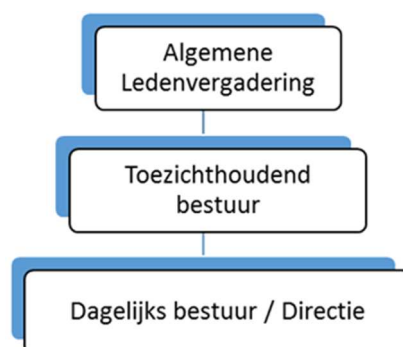 Algemene
Ledenvergadering
Toezichthoudend
bestuur
Dagelijks bestuur / Directie